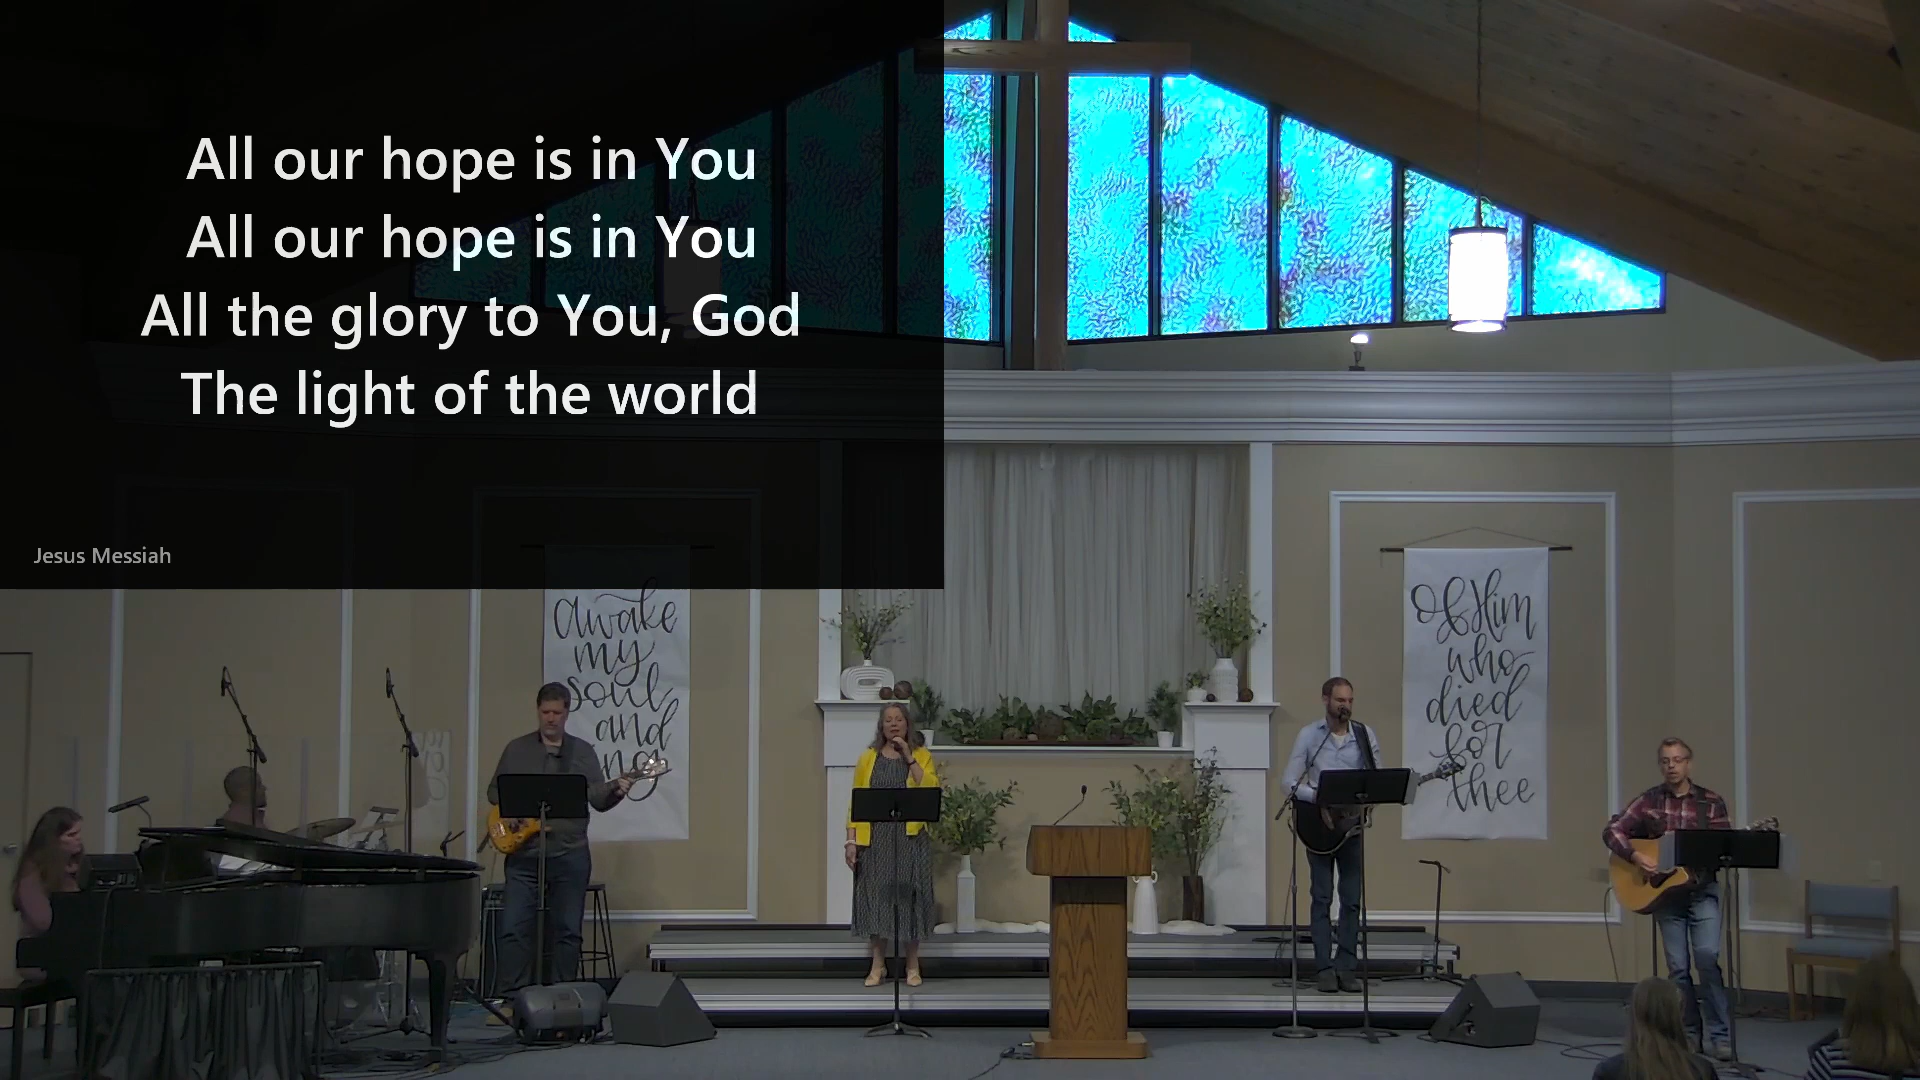 All our hope is in You
All our hope is in You
All the glory to You, God
The light of the world
Jesus Messiah
awake
my
soul
and
Of Him
who
died
for
thee